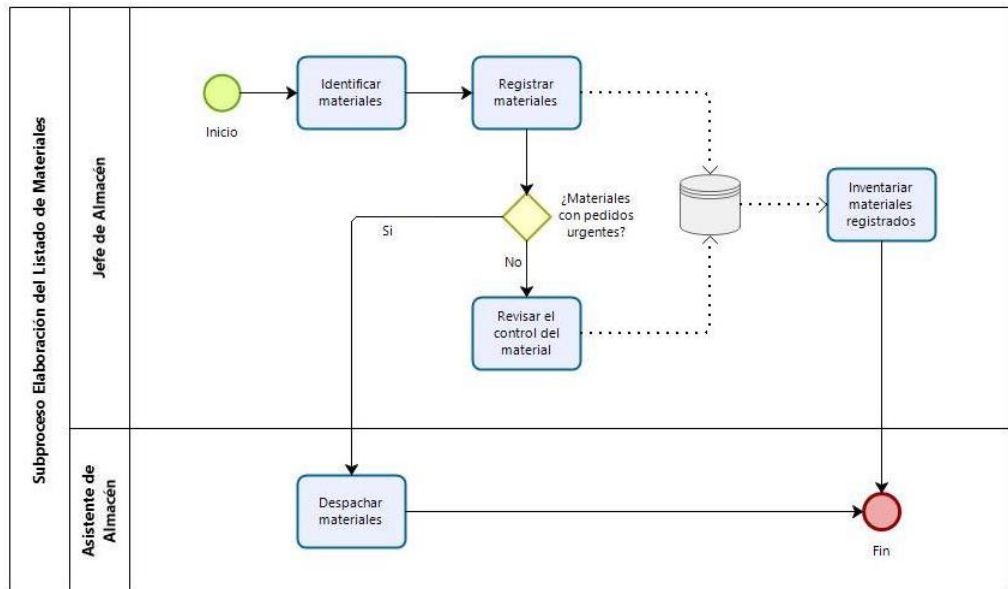 Subproceso Elaboración del Listado de Materiales
Jefe de Almacén
Inicio
Identificar
materiales
Registrar
materiales
¿Materiales
con pedidos
urgentes?
Si
No
Revisar el
control del
material
Inventariar
materiales
registrados
Asistente de
Almacén
Despachar
materiales
Fin